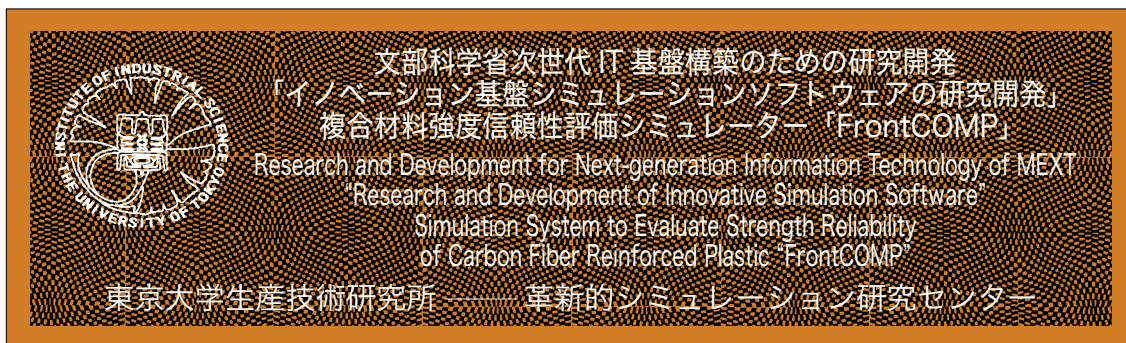 INSTITUTE OF INDUSTRIAL SCIENCE
THE UNIVERSITY OF TOKYO
文部科学省次世代 IT 基盤構築のための研究開発
「イノベーション基盤シミュレーションソフトウェアの研究開発」
複合材料強度信頼性評価シミュレーター「FrontCOMP」
Research and Development for Next-generation Information Technology of MEXT
“Research and Development of Innovative Simulation Software”
Simulation System to Evaluate Strength Reliability
of Carbon Fiber Reinforced Plastic “FrontCOMP”
東京大学生産技術研究所 ——— 革新的シミュレーション研究センター